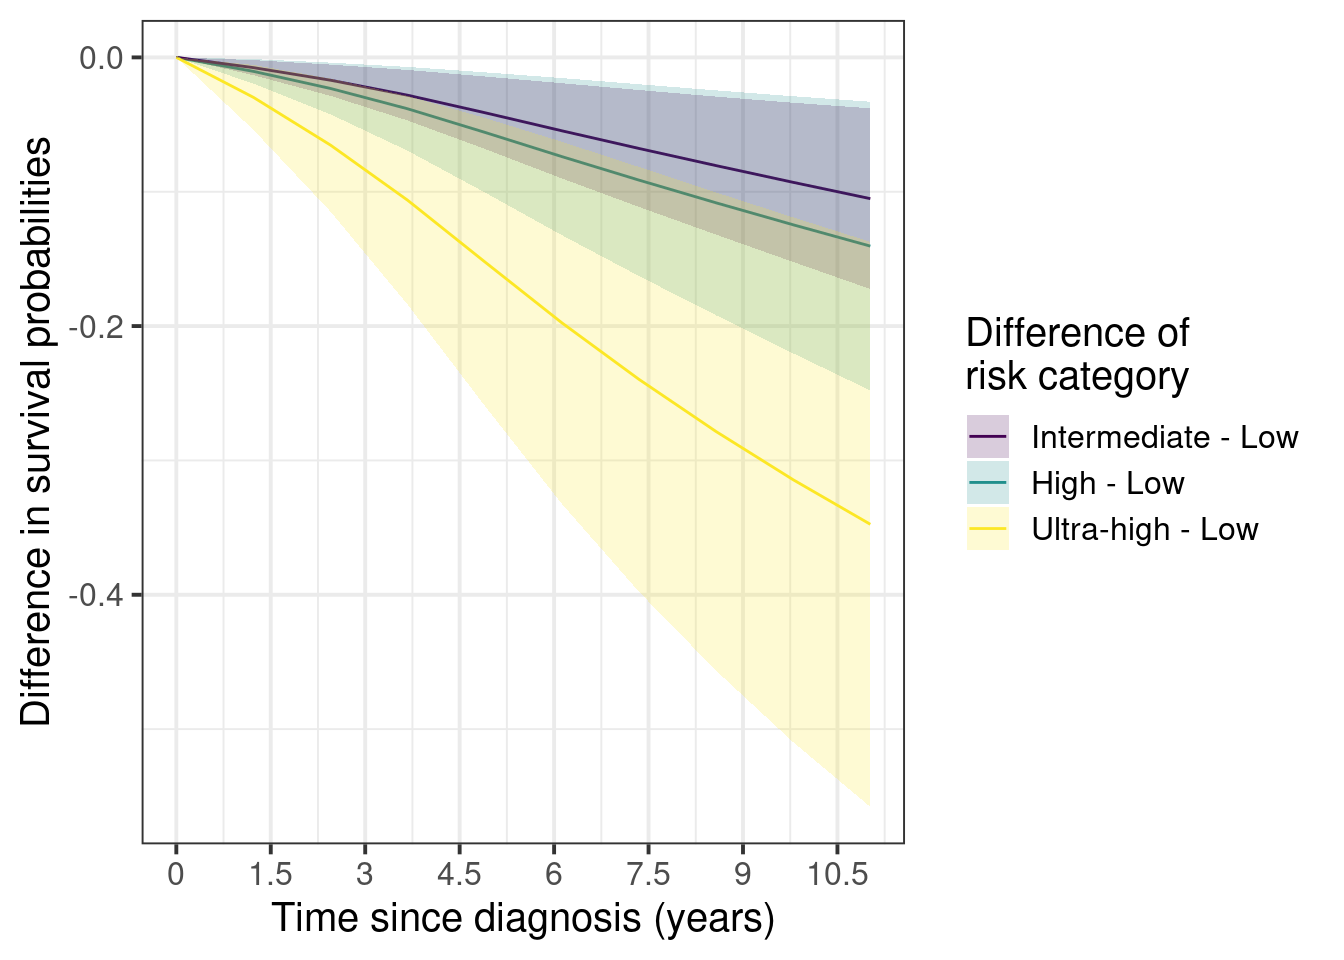 Difference in survival probabilities
0.0
-0.2
-0.4
0 1.5 3 4.5 6 7.5 9 10.5
Time since diagnosis (years)
Difference of
risk category
Intermediate - Low
High - Low
Ultra-high - Low